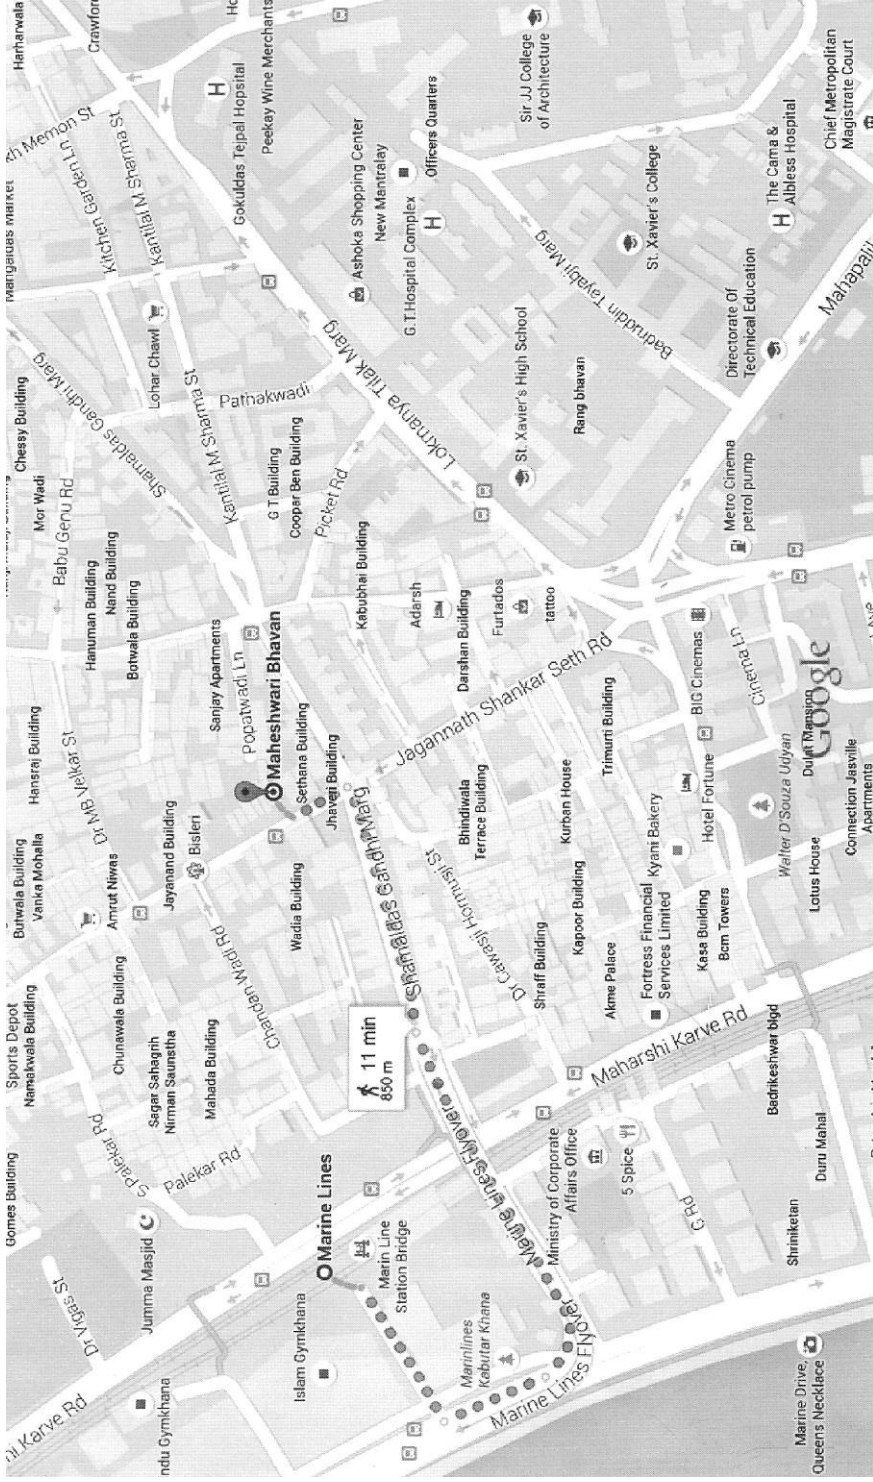 Harharwala
Crawfor
kh Memon St
Mangaldas Market
Kitchen Garden Ln
Kantilal M Sharma St
Gokuldas Tejpal Hopsital
Peekay Wine Merchants
Ashoka Shopping Center
New Mantralay
G.T.Hospital Complex
Officers Quarters
Sir JJ College
of Architecture
St. Xavier's College
The Cama &
Albless Hospital
Chief Metropolitan
Magistrate Court
Directorate Of
Technical Education
Badruddin Tayabji Marg
Lokmanya Tilak Marg
St. Xavier's High School
Rang bhavan
Metro Cinema
petrol pump
Chessy Building
Mor Wadi
Babu Genu Rd
Shamaldas Gandhi Marg
Lohar Chawl
Pathakwadi
Kantilal M Sharma St
G T Building
Coopar Ben Building
Picket Rd
Hanuman Building
Nand Building
Botwala Building
Kabubhai Building
Adarsh
Darshan Building
Furtados
tattoo
Hansraj Building
Dr MB Velkar St
Sanjay Apartments
Popatwadi Ln
Maheshwari Bhavan
Sethana Building
Jhaveri Building
Jagannath Shankar Seth Rd
Trimurti Building
BIG Cinemas
Cinema Ln
Google
Butwala Building
Vanka Mohalla
Amrut Niwas
Jayanand Building
Bisleri
Wadia Building
Shamaldas Gandhi Marg
Bhindiwala
Terrace Building
Kurban House
Kyani Bakery
Hotel Fortune
Walter D'Souza Udyan
Dulat Mansion
Lotus House
Connection Jasville
Apartments
Sports Depot
Namakwala Building
Chunawala Building
Chandan Wadi Rd
Dr Cawasji Hormusji St
Shraff Building
Kapoor Building
Akme Palace
Fortress Financial
Services Limited
Kasa Building
Bcm Towers
Sagar Sahagrih
Nirman Saunstha
Mahada Building
11 min
850 m
Maharshi Karve Rd
Badrikeshwar blgd
Gomes Building
S Palekar Rd
Palekar Rd
Marine Lines Flyover
Ministry of Corporate
Affairs Office
5 Spice
G Rd
Duru Mahal
Shriniketan
Jumma Masjid
Dr Vigas St
Marine Lines
Marin Line
Station Bridge
Islam Gymkhana
Marinlines
Kabutar Khana
Marine Lines Flyover
Marine Drive,
Queens Necklace
hi Karve Rd
ndu Gymkhana